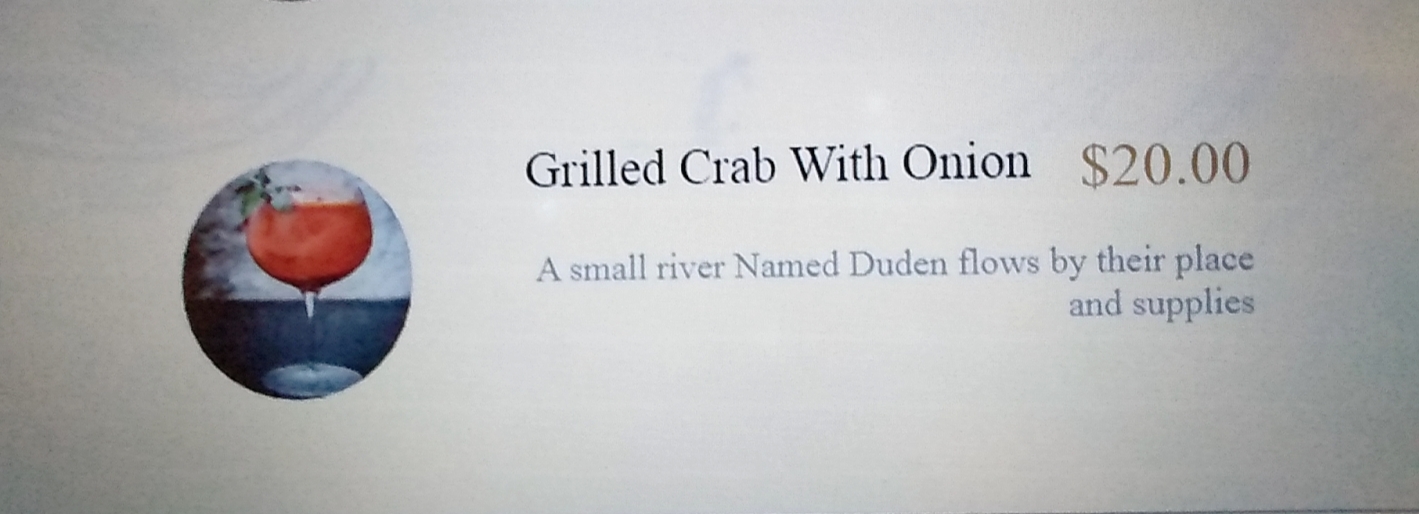 Grilled Crab With Onion $20.00
A small river Named Duden flows by their place
and supplies